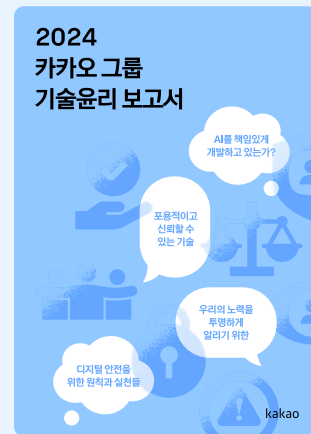 2024
카카오 그룹
기술윤리 보고서
AI를 책임있게
개발하고 있는가?
포용적이고
신뢰할 수
있는 기술
우리의 노력을
투명하게
알리기 위한
디지털 안전을
위한 원칙과 실천들
kakao